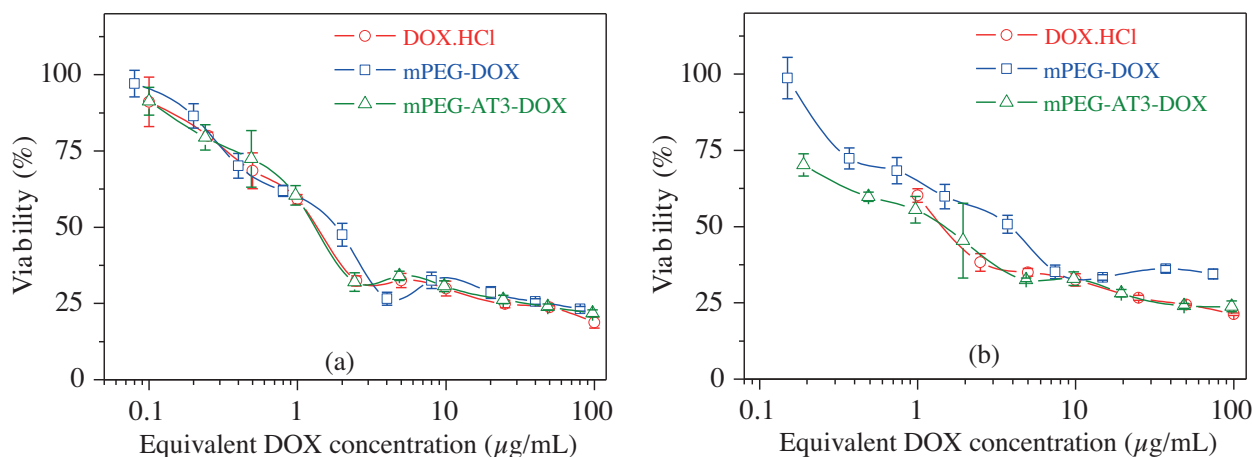 DOX.HCl
mPEG-DOX
mPEG-AT3-DOX
100
75
50
25
0
Viability (%)
(a)
0.1 1 10 100
Equivalent DOX concentration (µg/mL)
DOX.HCl
mPEG-DOX
mPEG-AT3-DOX
100
75
50
25
0
Viability (%)
(b)
0.1 1 10 100
Equivalent DOX concentration (µg/mL)